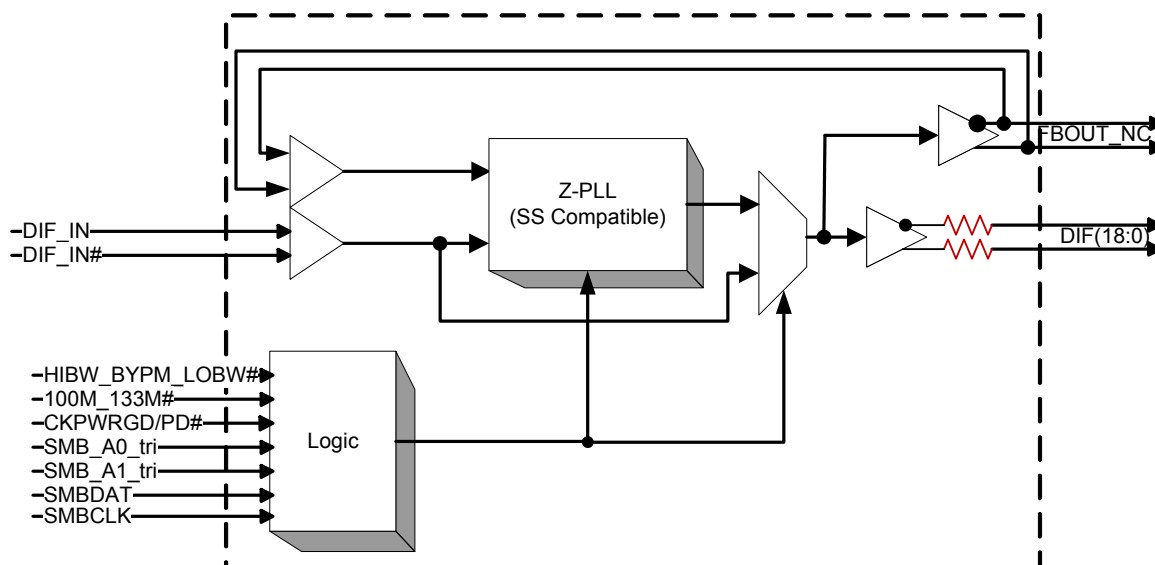 FBOUT_NC
Z-PLL
(SS Compatible)
DIF_IN
DIF_IN#
DIF(18:0)
HIBW_BYPM_LOBW#
100M_133M#
CKPWRGD/PD#
SMB_A0_tri
SMB_A1_tri
SMBDAT
SMBCLK
Logic